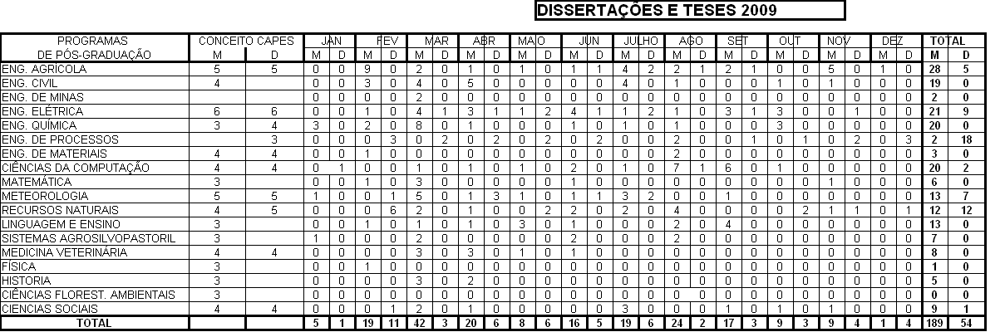 DISSERTAÇÕES E TESES 2009
PROGRAMAS CONCEITO CAPES JAN FEV MAR ABR MAIO JUN JULHO AGO SET OUT NOV DEZ TOTAL
DE PÓS-GRADUAÇÃO M D M D M D M D M D M D M D M D M D M D M D M D M D M D
ENG. AGRÍCOLA 5 5 0 0 9 0 2 0 1 0 1 0 1 1 4 2 2 1 2 1 0 0 5 0 1 0 28 5
ENG. CIVIL 4 0 0 3 0 4 0 5 0 0 0 0 0 4 0 1 0 0 0 1 0 1 0 0 0 19 0
ENG. DE MINAS 0 0 0 0 2 0 0 0 0 0 0 0 0 0 0 0 0 0 0 0 0 0 0 0 2 0
ENG. ELÉTRICA 6 6 0 0 1 0 4 1 3 1 1 2 4 1 1 2 1 0 3 1 3 0 0 1 0 0 21 9
ENG. QUÍMICA 3 4 3 0 2 0 8 0 1 0 0 0 1 0 1 0 1 0 0 0 3 0 0 0 0 0 20 0
ENG. DE PROCESSOS 3 0 0 0 3 0 2 0 2 0 2 0 2 0 0 2 0 0 1 0 1 0 2 0 3 2 18
ENG. DE MATERIAIS 4 4 0 0 1 0 0 0 0 0 0 0 0 0 0 0 2 0 0 0 0 0 0 0 0 0 3 0
CIÊNCIAS DA COMPUTAÇÃO 4 4 0 1 0 0 1 0 1 0 1 0 2 0 1 0 7 1 6 0 1 0 0 0 0 0 20 2
MATEMÁTICA 3 0 0 1 0 3 0 0 0 0 0 1 0 0 0 0 0 0 0 0 0 1 0 0 0 6 0
METEOROLOGIA 5 5 1 0 0 1 5 0 1 3 1 0 1 1 3 2 0 0 1 0 0 0 0 0 0 0 13 7
RECURSOS NATURAIS 4 5 0 0 0 6 2 0 1 0 0 2 2 0 2 0 4 0 0 0 0 2 1 1 0 1 12 12
LINGUAGEM E ENSINO 3 0 0 1 0 1 0 1 0 3 0 1 0 0 0 2 0 4 0 0 0 0 0 0 0 13 0
SISTEMAS AGROSILVOPASTORIL 3 1 0 0 0 2 0 0 0 0 0 2 0 0 0 2 0 0 0 0 0 0 0 0 0 7 0
MEDICINA VETERINÁRIA 4 4 0 0 0 0 3 0 3 0 1 0 1 0 0 0 0 0 0 0 0 0 0 0 0 0 8 0
FÍSICA 3 0 0 1 0 0 0 0 0 0 0 0 0 0 0 0 0 0 0 0 0 0 0 0 0 1 0
HISTORIA 3 0 0 0 0 3 0 2 0 0 0 0 0 0 0 0 0 0 0 0 0 0 0 0 0 5 0
CIÊNCIAS FLOREST. AMBIENTAIS 3 0 0 0 0 0 0 0 0 0 0 0 0 0 0 0 0 0 0 0 0 0 0 0 0 0 0
CIENCIAS SOCIAIS 4 4 0 0 0 1 2 0 1 0 0 0 0 0 3 0 0 0 1 0 1 0 1 0 0 0 9 1
TOTAL 5 1 19 11 42 3 20 6 8 6 16 5 19 6 24 2 17 3 9 3 9 4 1 4 189 54